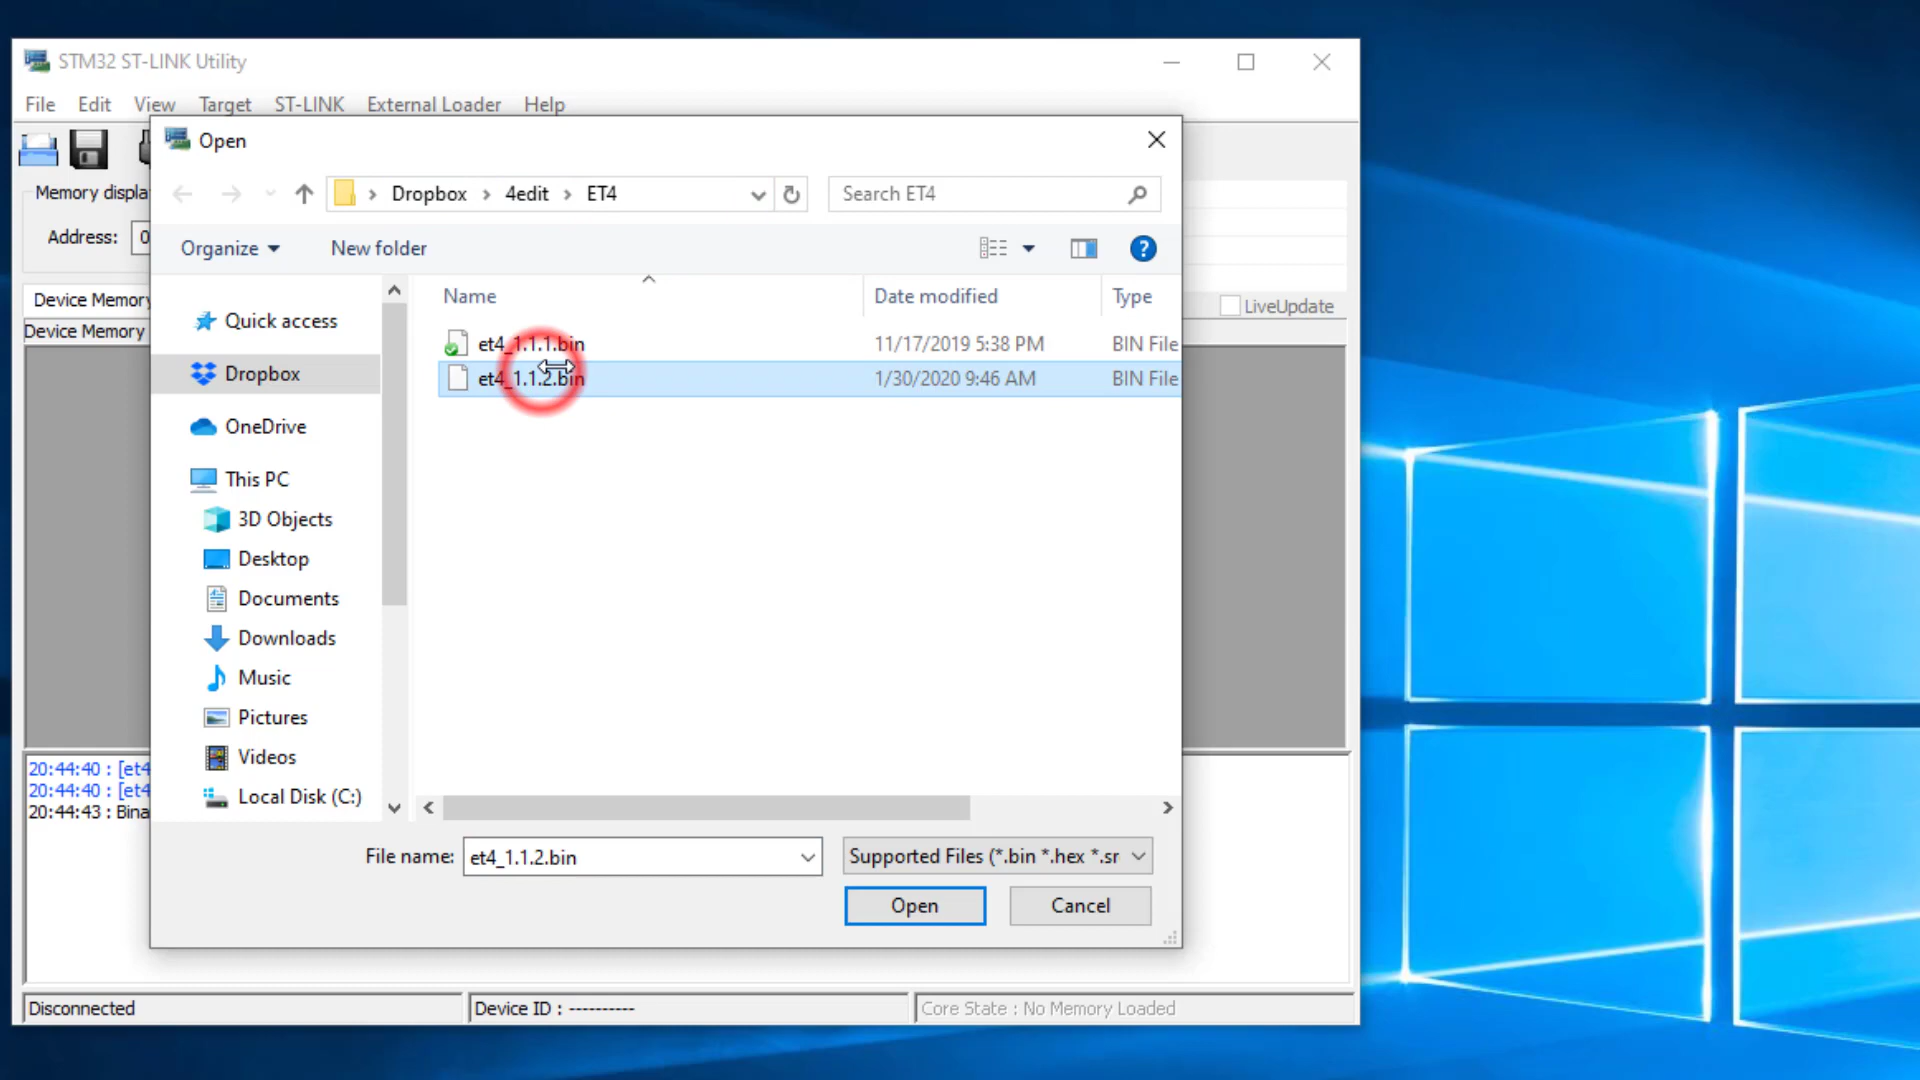 STM32 ST-LINK Utility
File Edit View Target ST-LINK External Loader Help
Open
Memory displa
Dropbox 4edit ET4
Search ET4
Address: 0
Organize
New folder
Device Memory
LiveUpdate
Device Memory
Name
Date modified
Type
et4_1.1.1.bin 11/17/2019 5:38 PM BIN File
et4_1.1.2.bin 1/30/2020 9:46 AM BIN File
Quick access
Dropbox
OneDrive
This PC
3D Objects
Desktop
Documents
Downloads
Music
Pictures
Videos
Local Disk (C:)
20:44:40 : [et4
20:44:40 : [et4
20:44:43 : Bina
File name: et4_1.1.2.bin
Supported Files (*.bin *.hex *.sr
Open
Cancel
Disconnected
Device ID : ----------
Core State : No Memory Loaded